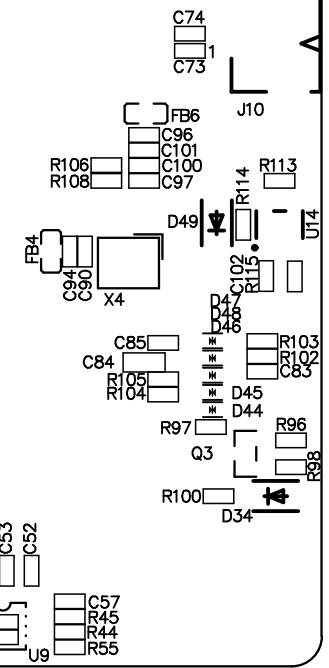 C74
1
C73
J10
FB6
C96
C101
R106
C100
R113
R108
C97
R114
D49
U14
FB4
C94
C90
X4
C102
R115
D47
D48
D46
C85
R103
C84
R102
R105
C83
R104
D45
D44
R97
R96
Q3
R98
R100
D34
C53
C52
C57
R45
R44
U9
R55